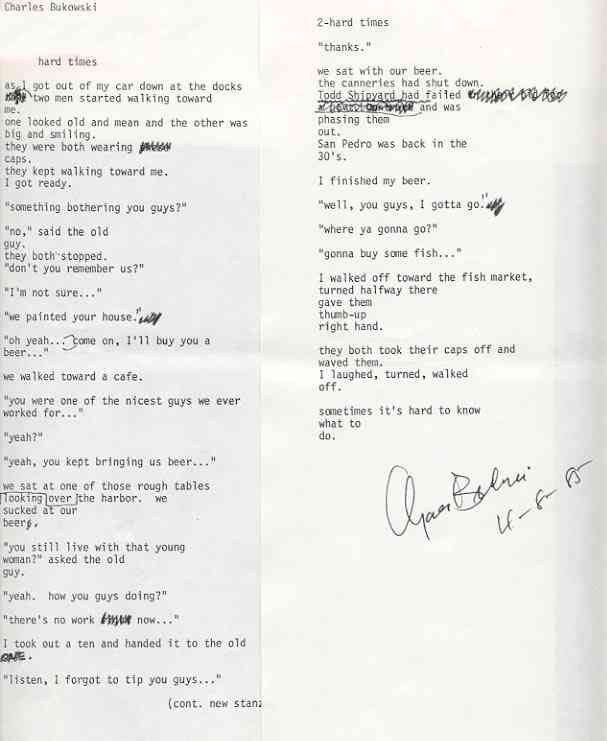 Charles Bukowski
hard times
as I got out of my car down at the docks
two men started walking toward
me.
one looked old and mean and the other was
big and smiling.
they were both wearing
caps.
they kept walking toward me.
I got ready.
"something bothering you guys?"
"no," said the old
guy.
they both stopped.
"don't you remember us?"
"I'm not sure..."
"we painted your house."
"oh yeah... come on, I'll buy you a
beer..."
we walked toward a cafe.
"you were one of the nicest guys we ever
worked for..."
"yeah?"
"yeah, you kept bringing us beer..."
we sat at one of those rough tables
looking over the harbor. we
sucked at our
beers.
"you still live with that young
woman?" asked the old
guy.
"yeah. how you guys doing?"
"there's no work now..."
I took out a ten and handed it to the old
ONE.
"listen, I forgot to tip you guys..."
(cont. new stanz
2-hard times
"thanks."
we sat with our beer.
the canneries had shut down.
Todd Shipyard had failed
and was
phasing them
out.
San Pedro was back in the
30's.
I finished my beer.
"well, you guys, I gotta go."
"where ya gonna go?"
"gonna buy some fish..."
I walked off toward the fish market,
turned halfway there
gave them
thumb-up
right hand.
they both took their caps off and
waved them.
I laughed, turned, walked
off.
sometimes it's hard to know
what to
do.
4-8-85